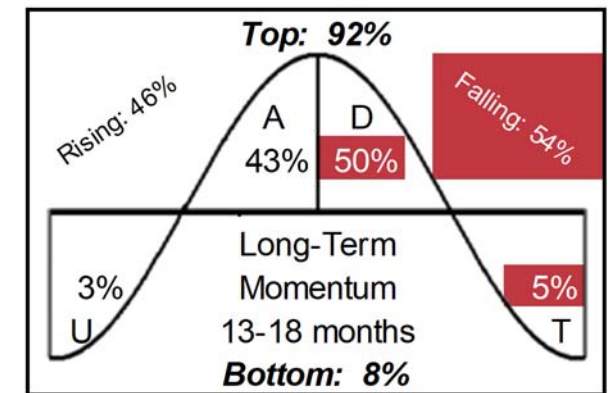 Top: 92%
Rising: 46%
Falling: 54%
A D
43% 50%
Long-Term
3% Momentum 5%
U 13-18 months T
Bottom: 8%